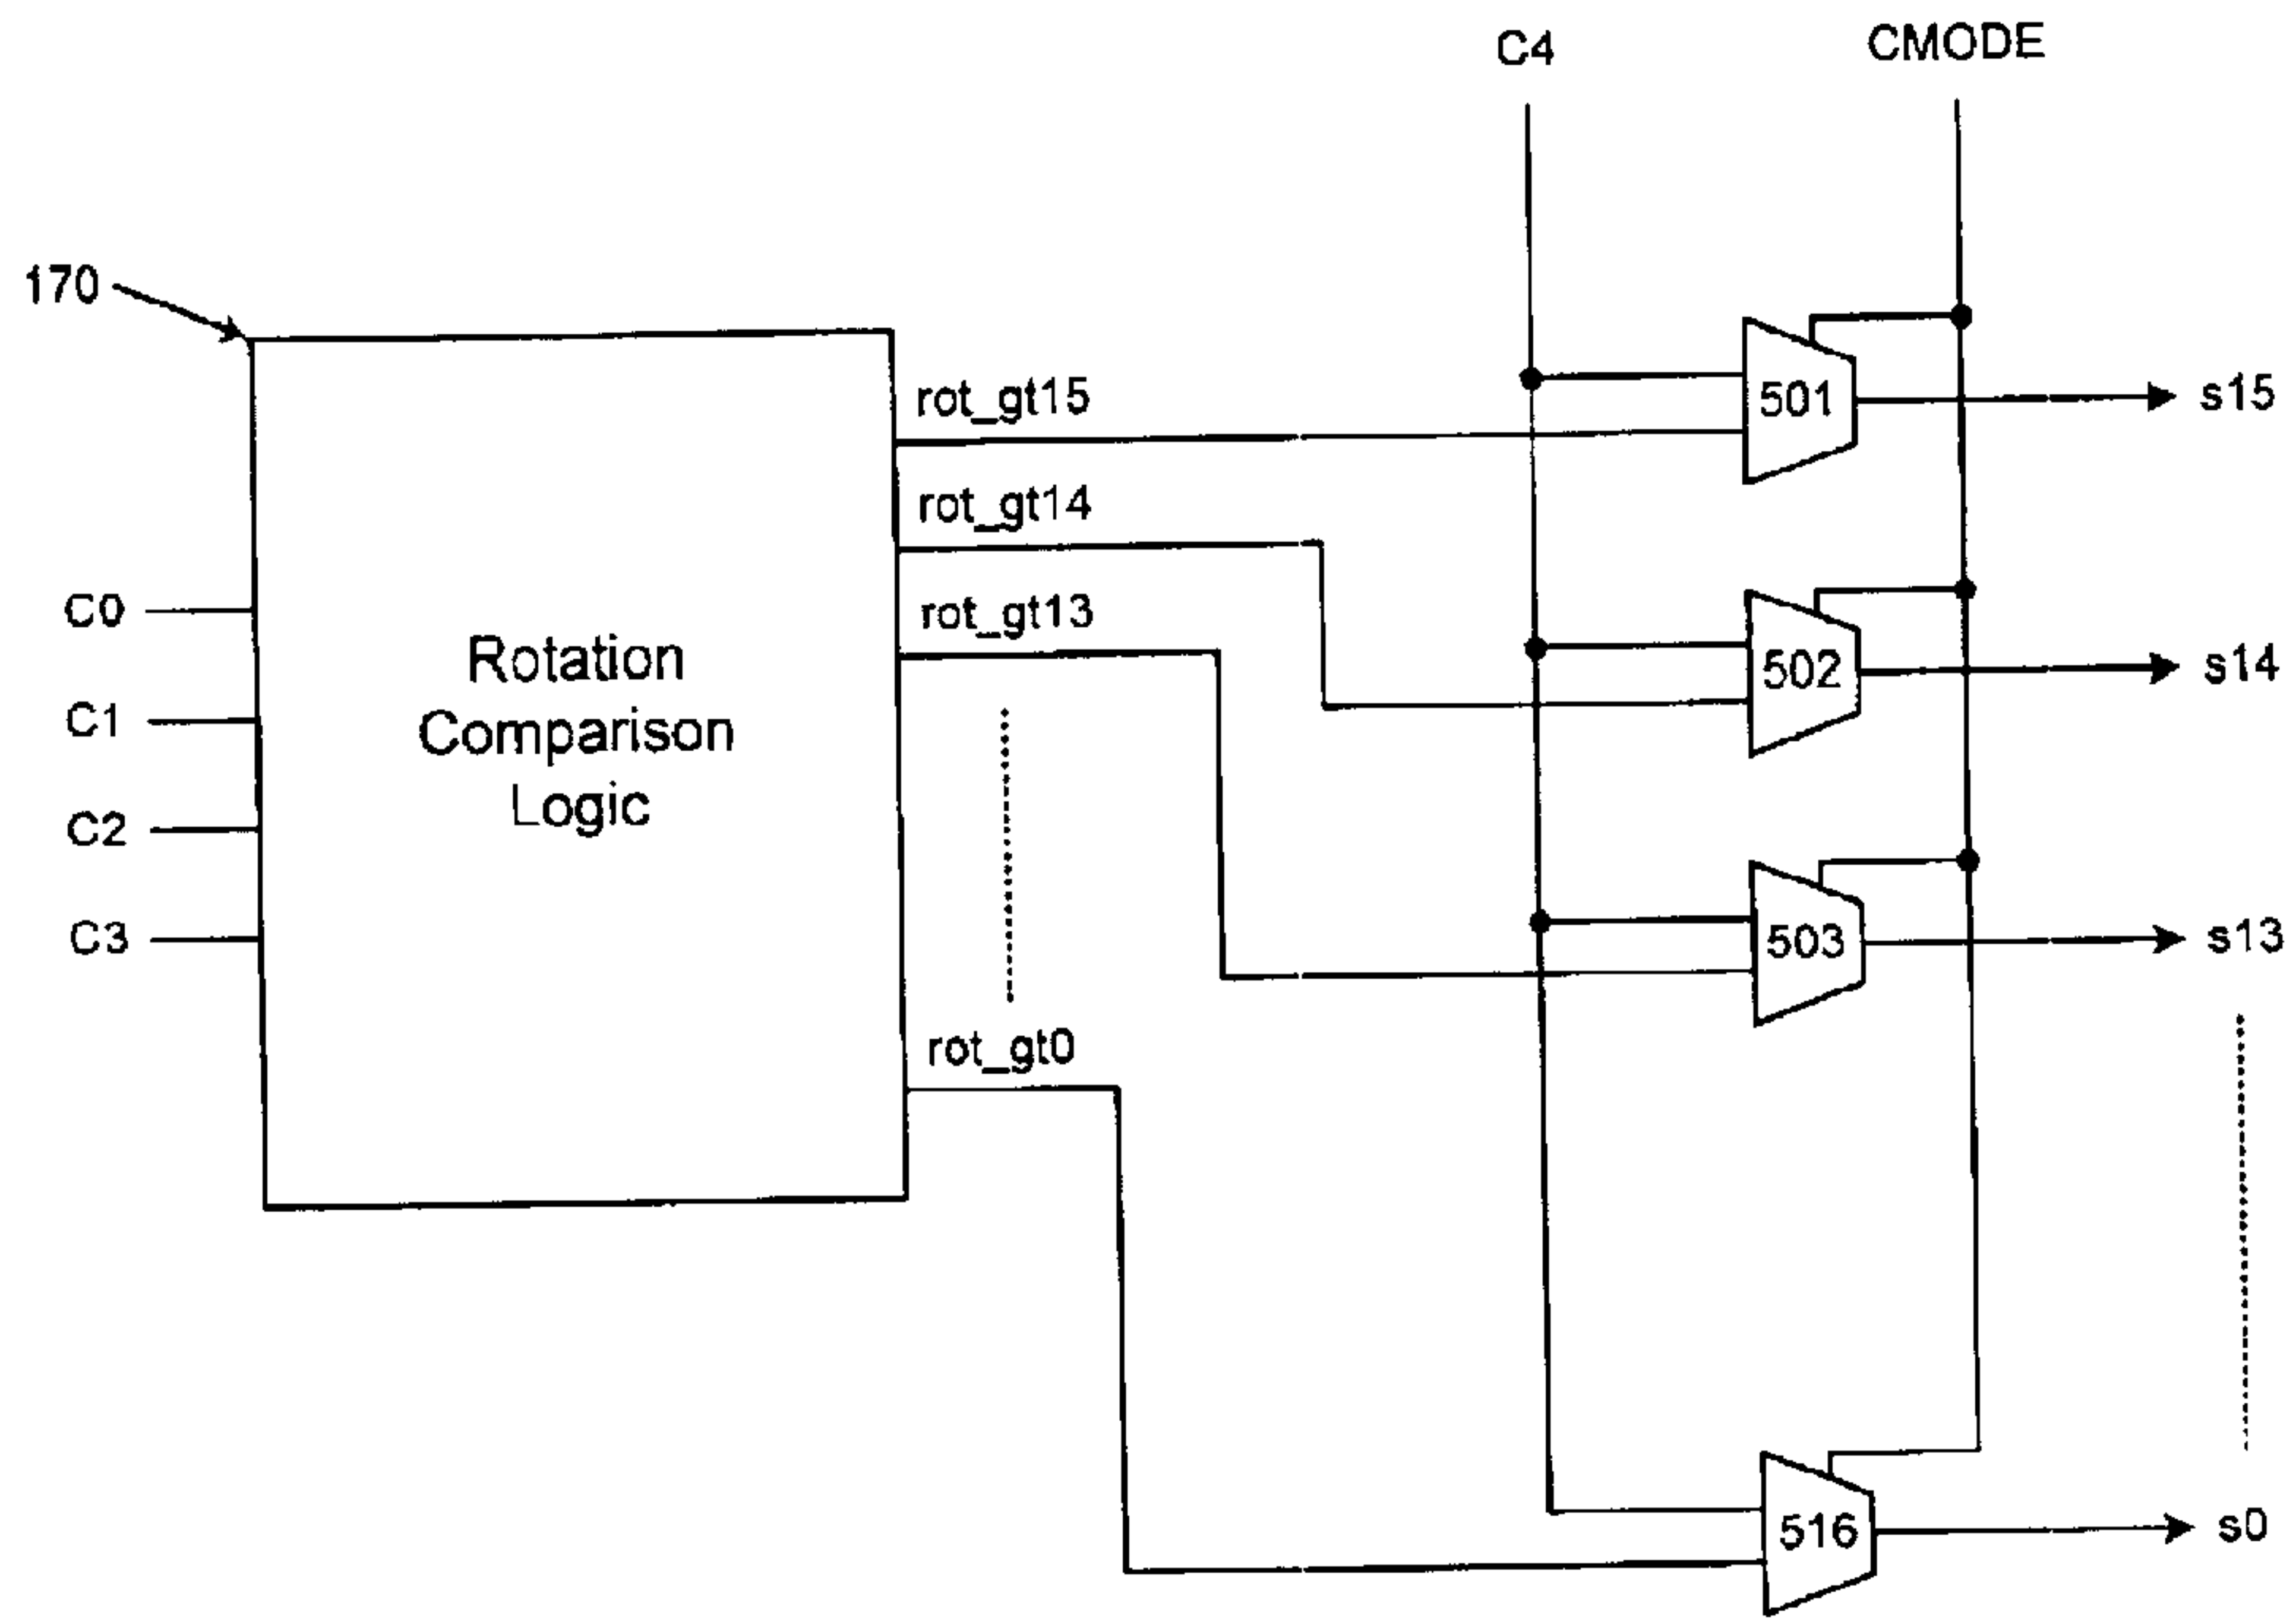 C4
CMODE
170
rot_gt15
501
s15
rot_gt14
C0
rot_gt13
Rotation
Comparison
Logic
502
s14
C1
C2
C3
503
s13
rot_gt0
516
s0